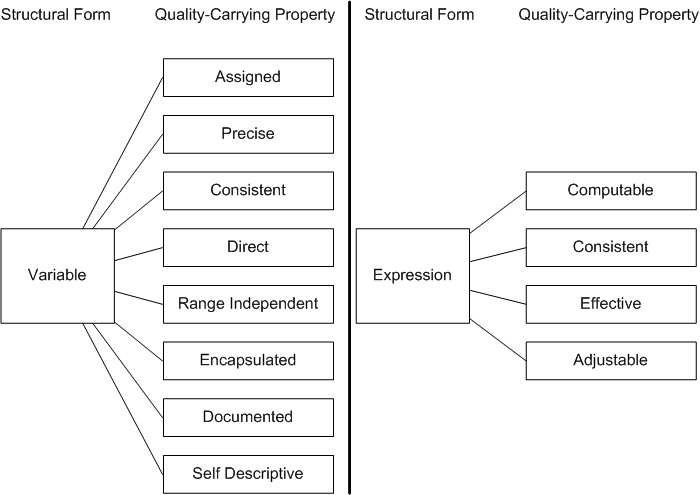 Structural Form
Quality-Carrying Property
Assigned
Precise
Consistent
Direct
Variable
Range Independent
Encapsulated
Documented
Self Descriptive
Structural Form
Quality-Carrying Property
Computable
Consistent
Expression
Effective
Adjustable